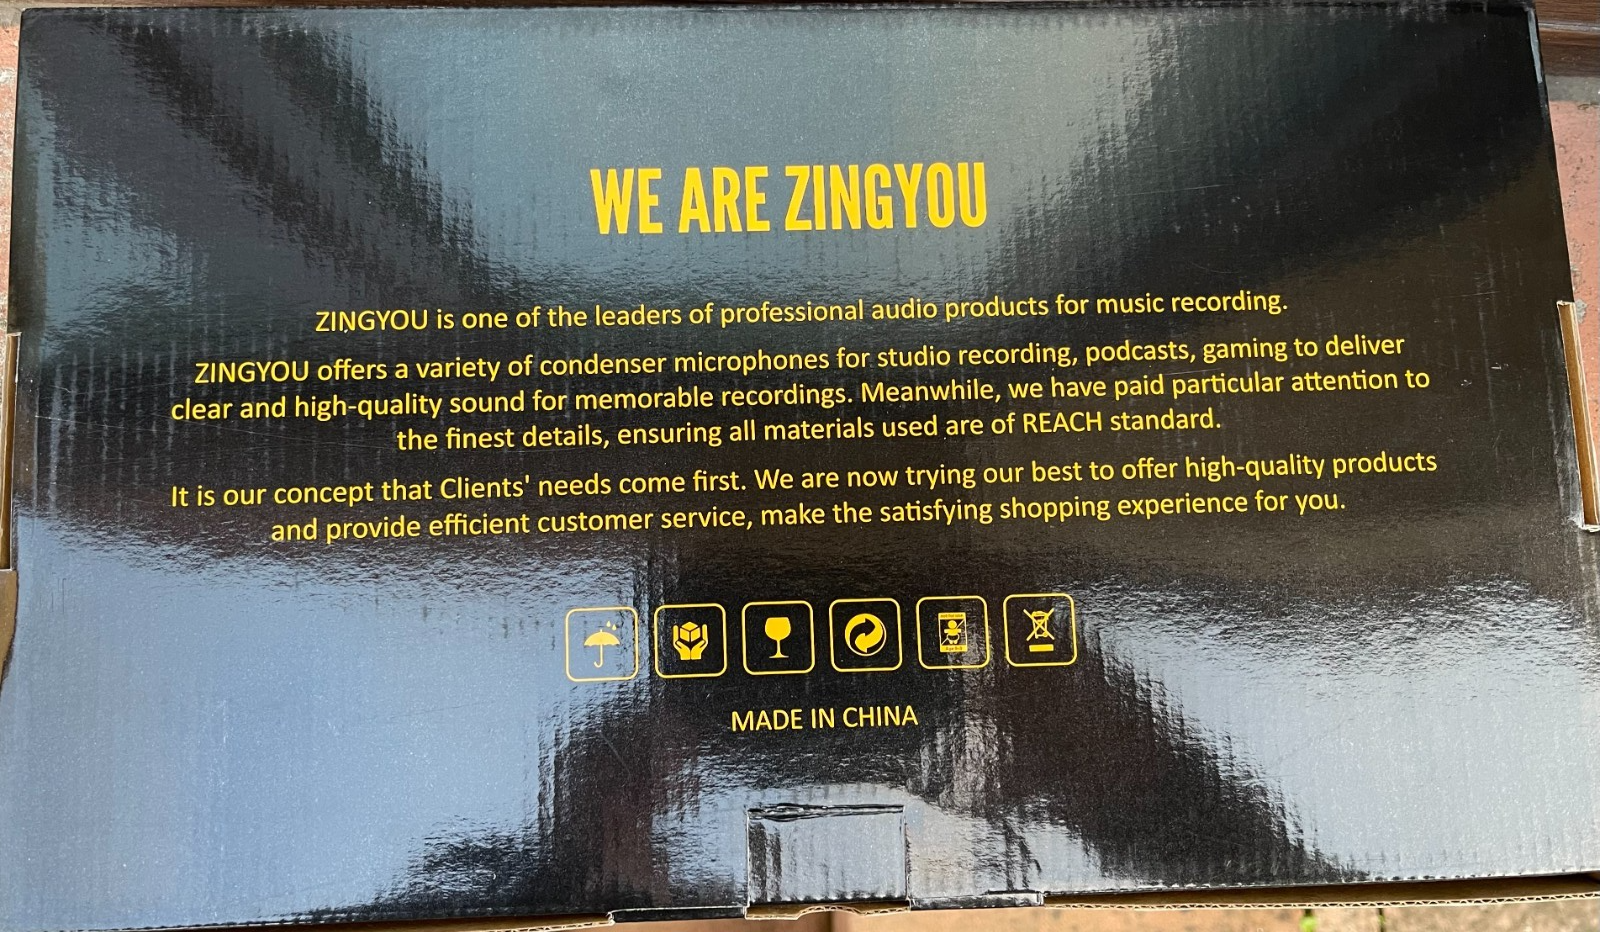 WE ARE ZINGYOU
ZINGYOU is one of the leaders of professional audio products for music recording.
ZINGYOU offers a variety of condenser microphones for studio recording, podcasts, gaming to deliver
clear and high-quality sound for memorable recordings. Meanwhile, we have paid particular attention to
the finest details, ensuring all materials used are of REACH standard.
It is our concept that Clients' needs come first. We are now trying our best to offer high-quality products
and provide efficient customer service, make the satisfying shopping experience for you.
MADE IN CHINA